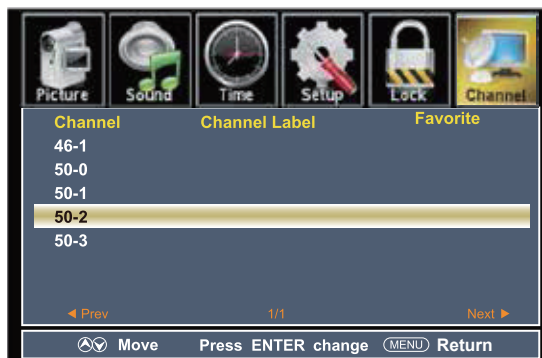 Picture Sound Time Setup Lock Channel
Channel Channel Label Favorite
46-1
50-0
50-1
50-2
50-3
◀ Prev 1/1 Next ▶
Move Press ENTER change MENU Return